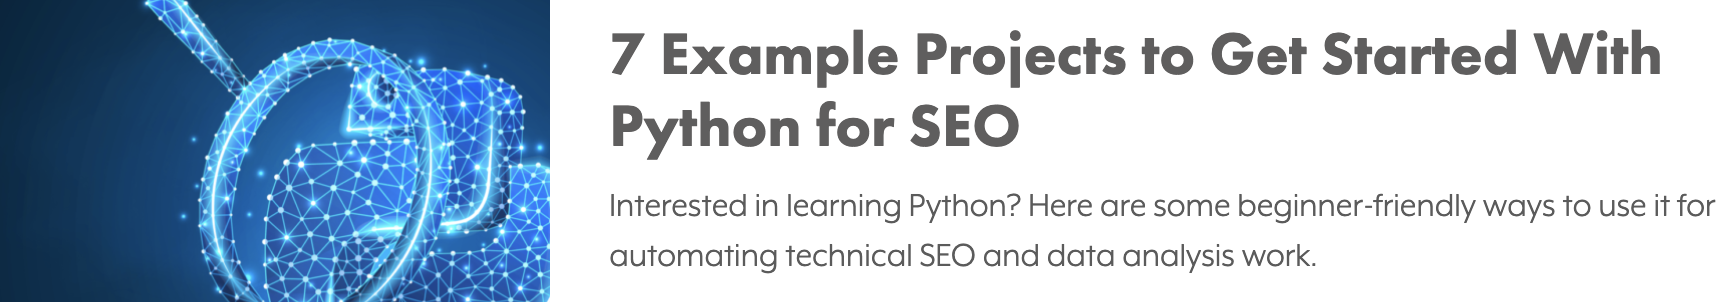 7 Example Projects to Get Started With
Python for SEO
Interested in learning Python? Here are some beginner-friendly ways to use it for
automating technical SEO and data analysis work.